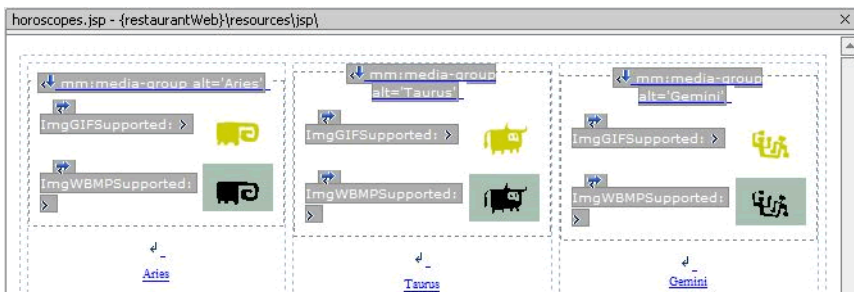 horoscopes.jsp - {restaurantWeb}\resources\jsp\
mm:media-group alt='Aries'
ImgGIFSupported:
ImgWBMPSupported:
Aries
mm:media-group
alt='Taurus'
ImgGIFSupported:
ImgWBMPSupported:
Taurus
mm:media-group
alt='Gemini'
ImgGIFSupported:
ImgWBMPSupported:
Gemini